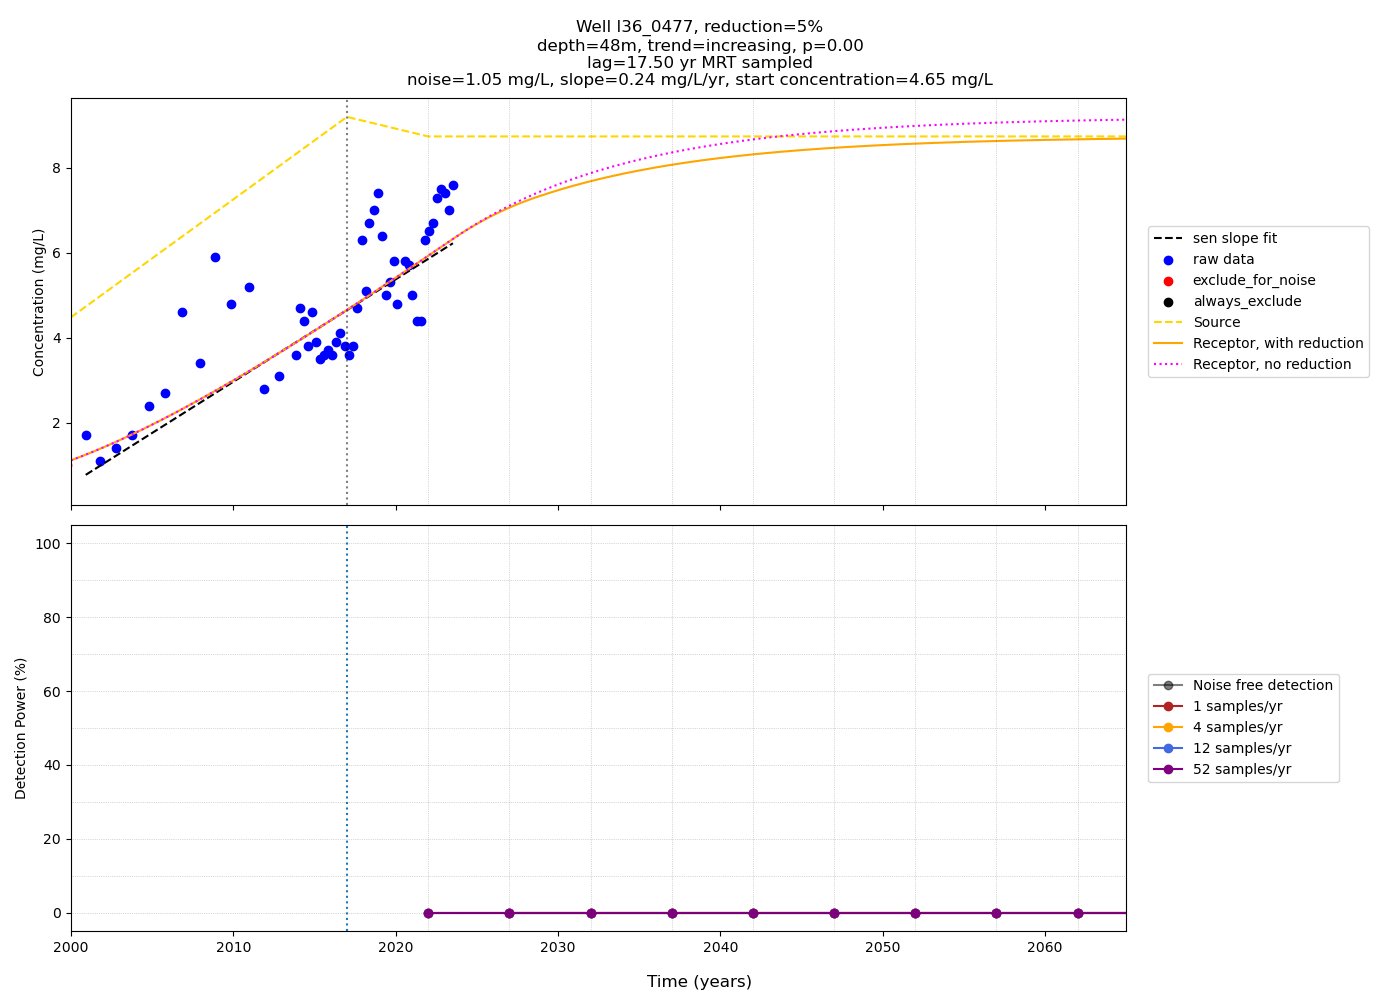 Well l36_0477, reduction=5%
depth=48m, trend=increasing, p=0.00
lag=17.50 yr MRT sampled
noise=1.05 mg/L, slope=0.24 mg/L/yr, start concentration=4.65 mg/L
Concentration (mg/L)
8
6
4
2
sen slope fit
raw data
exclude_for_noise
always_exclude
Source
Receptor, with reduction
Receptor, no reduction
Detection Power (%)
100
80
60
40
20
0
Noise free detection
1 samples/yr
4 samples/yr
12 samples/yr
52 samples/yr
2000 2010 2020 2030 2040 2050 2060
Time (years)